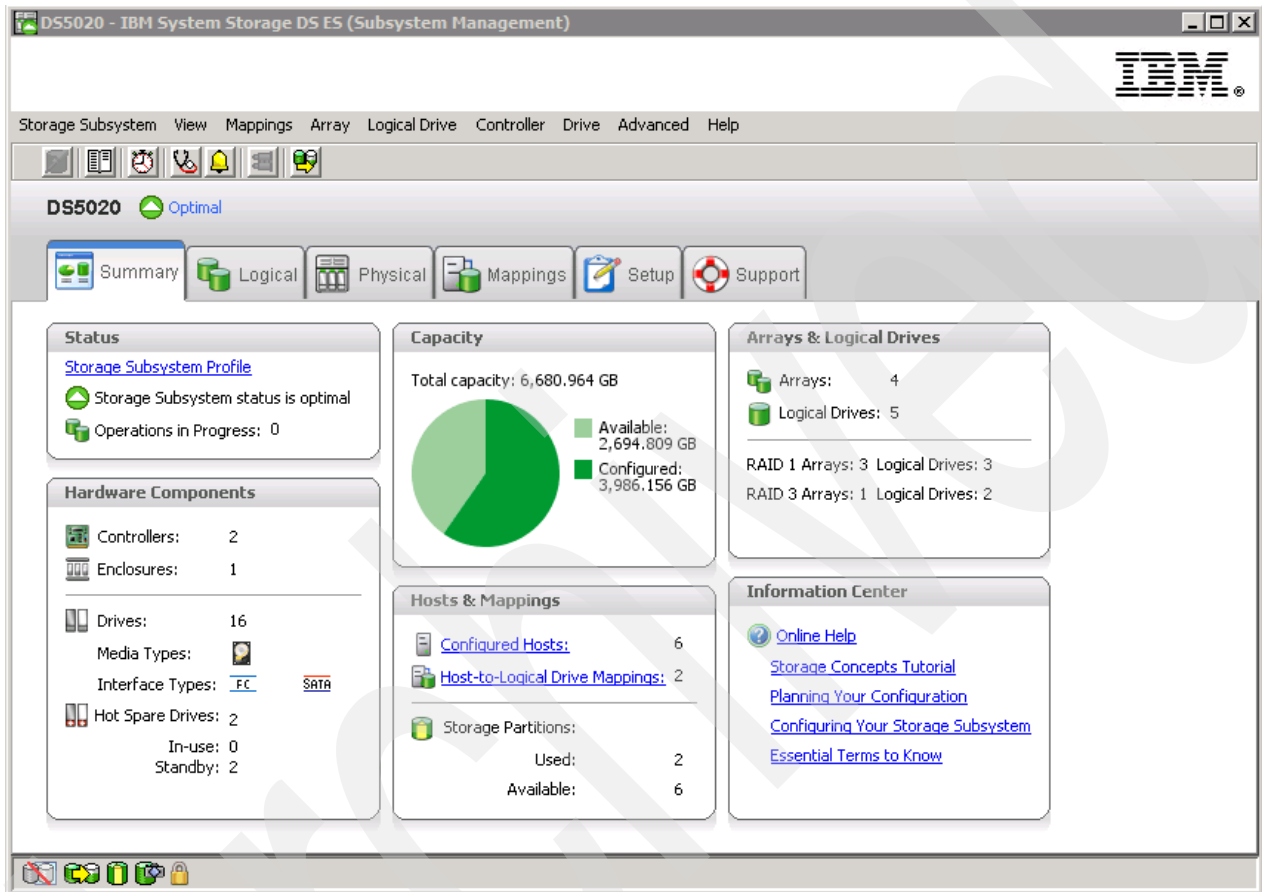 DS5020 - IBM System Storage DS ES (Subsystem Management)
IBM®
Storage Subsystem View Mappings Array Logical Drive Controller Drive Advanced Help
DS5020 Optimal
Summary Logical Physical Mappings Setup Support
Status
Storage Subsystem Profile
Storage Subsystem status is optimal
Operations in Progress: 0
Hardware Components
Controllers: 2
Enclosures: 1
Drives: 16
Media Types:
Interface Types: FC SATA
Hot Spare Drives: 2
In-use: 0
Standby: 2
Capacity
Total capacity: 6,680.964 GB
Available:
2,694.809 GB
Configured:
3,986.156 GB
Hosts & Mappings
Configured Hosts: 6
Host-to-Logical Drive Mappings: 2
Storage Partitions:
Used: 2
Available: 6
Arrays & Logical Drives
Arrays: 4
Logical Drives: 5
RAID 1 Arrays: 3 Logical Drives: 3
RAID 3 Arrays: 1 Logical Drives: 2
Information Center
Online Help
Storage Concepts Tutorial
Planning Your Configuration
Configuring Your Storage Subsystem
Essential Terms to Know